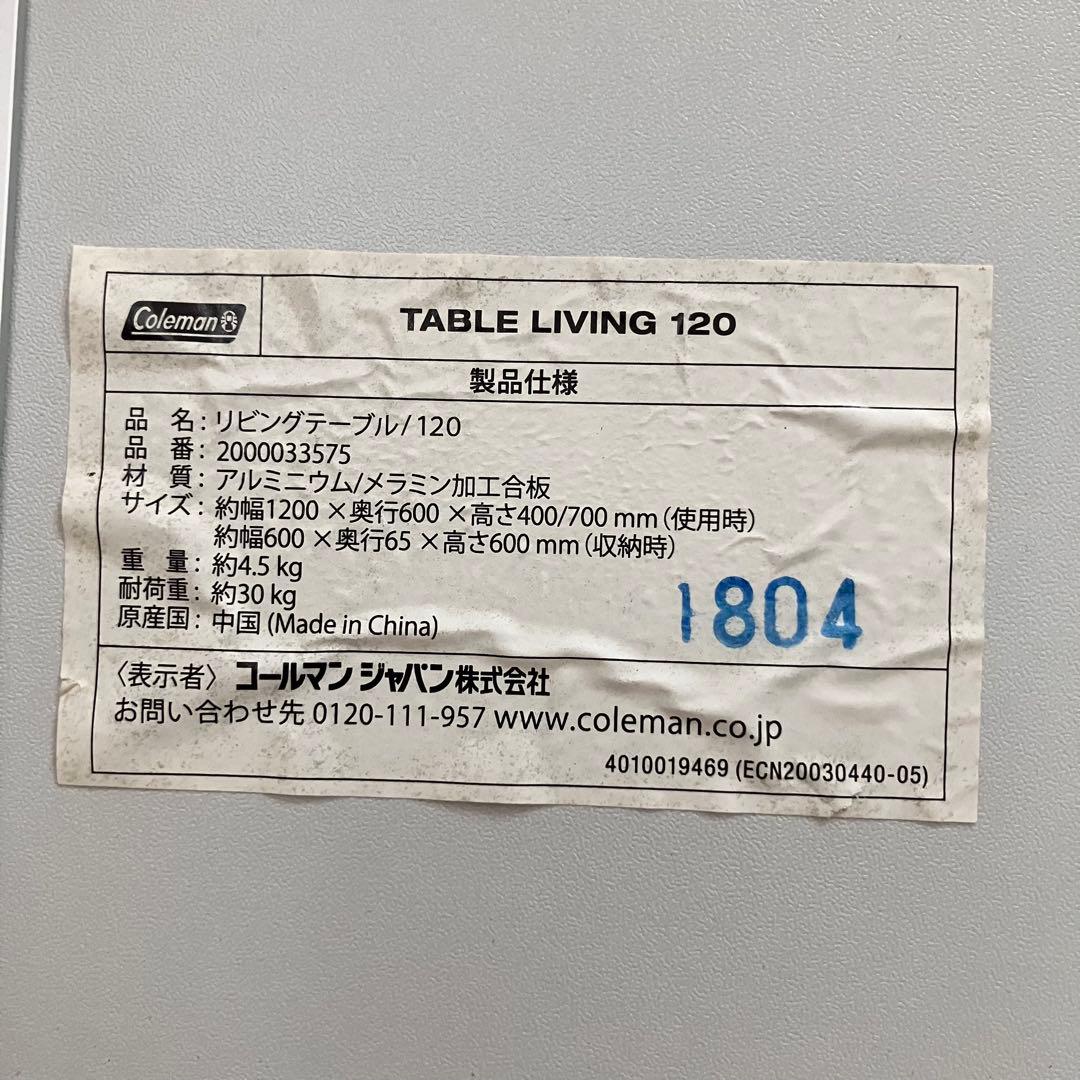 Coleman
TABLE LIVING 120
製品仕様
品 名：リビングテーブル/120
品 番：2000033575
材 質：アルミニウム/メラミン加工合板
サイズ：約幅1200×奥行600×高さ400/700 mm（使用時）
約幅600×奥行65×高さ600 mm（収納時）
重 量：約4.5 kg
耐荷重：約30 kg
原産国：中国 (Made in China)
1804
〈表示者〉 コールマン ジャパン株式会社
お問い合わせ先 0120-111-957 www.coleman.co.jp
4010019469 (ECN20030440-05)